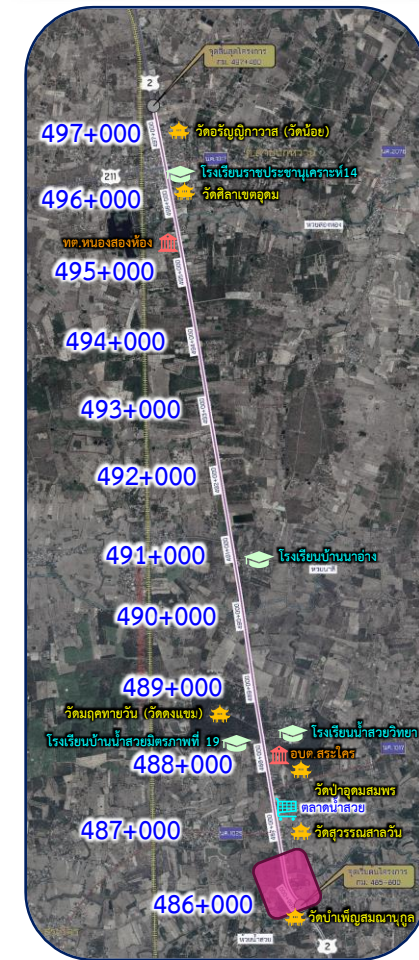 จุดสิ้นสุดโครงการ
กม. 497+480
2
497+000
วัดอรัญญิกาวาส (วัดน้อย)
211
โรงเรียนราชประชานุเคราะห์14
496+000
วัดศิลาเขตอุดม
ทต.หนองสองห้อง
495+000
494+000
493+000
492+000
491+000
โรงเรียนบ้านนาอ่าง
490+000
489+000
วัดมฤคทายวัน (วัดดงแขม)
โรงเรียนน้ำสวยวิทยา
โรงเรียนบ้านน้ำสวยมิตรภาพที่ 19
อบต.สระใคร
488+000
วัดป่าอุดมสมพร
ตลาดน้ำสวย
487+000
วัดสุวรรณสาลวัน
จุดเริ่มต้นโครงการ
486+000
วัดบำเพ็ญสมณานุกูล
ห้วยน้ำสวย
2